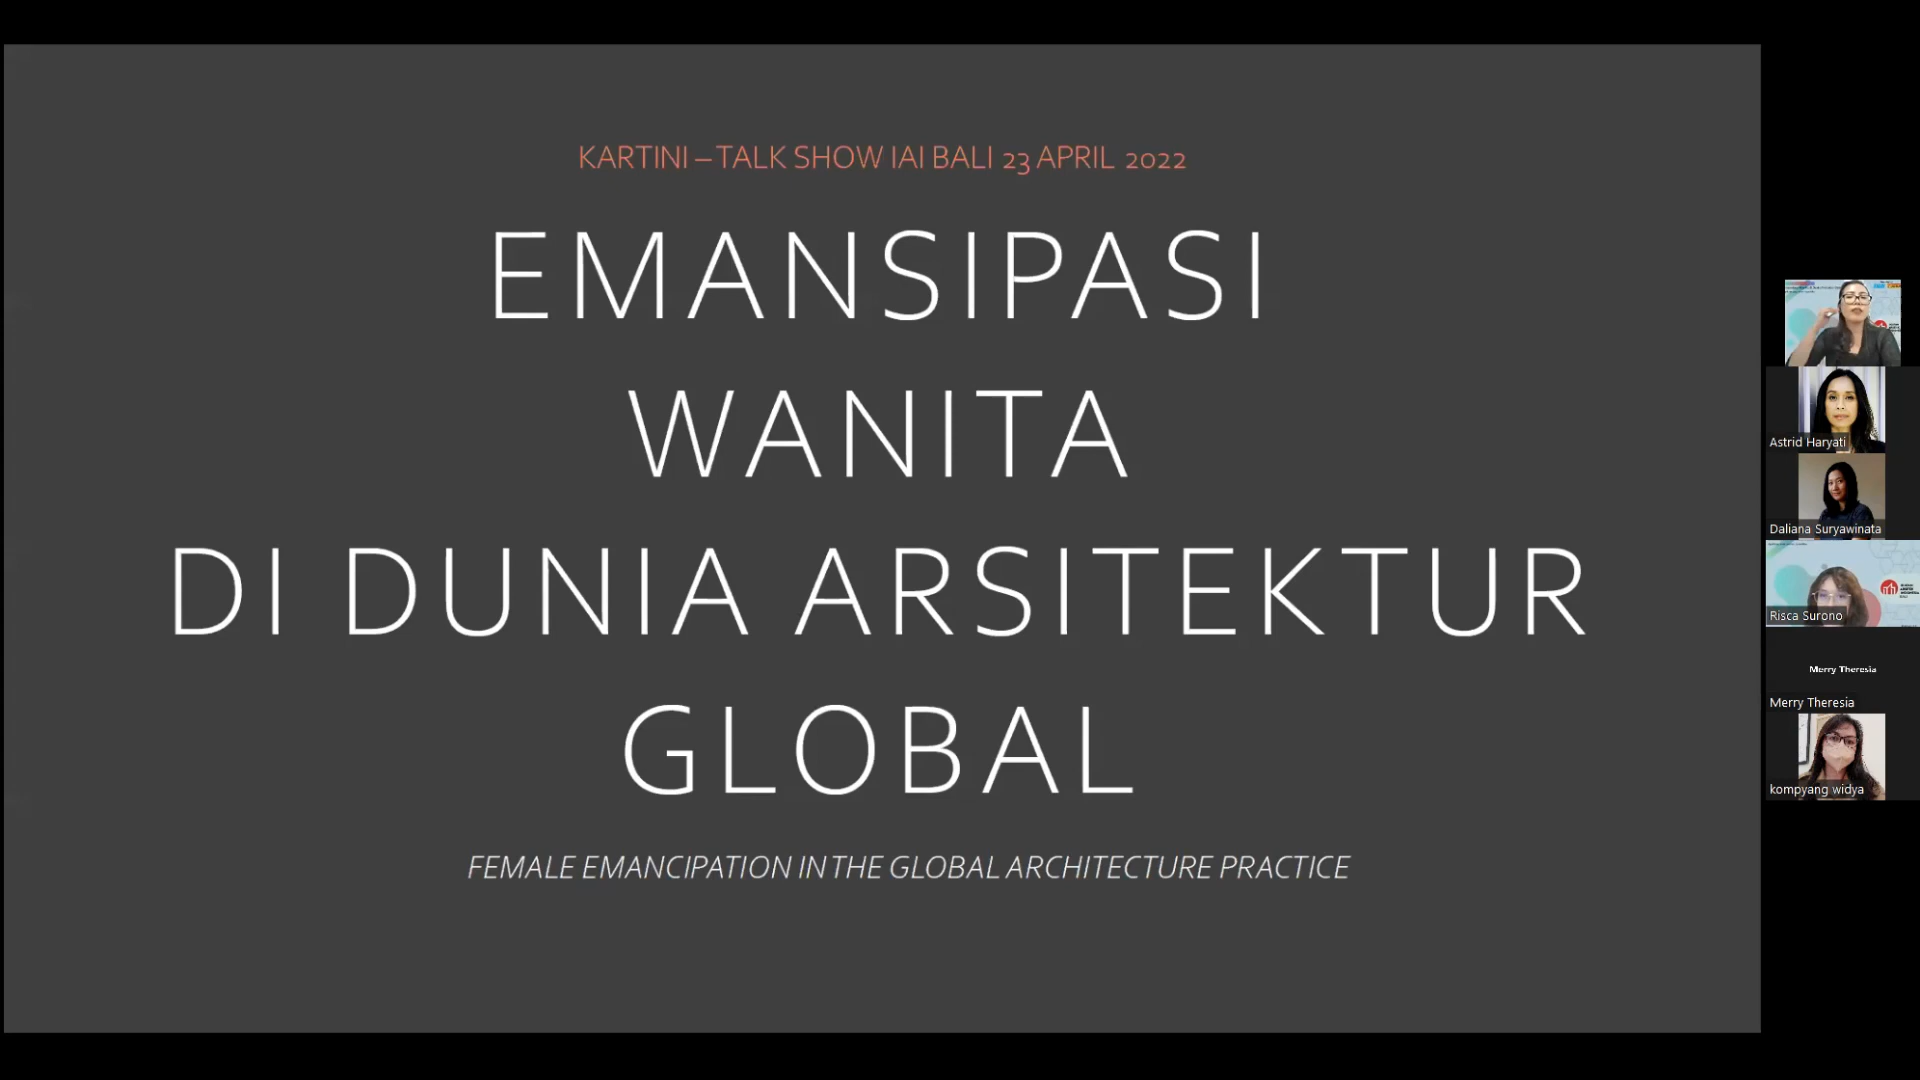 KARTINI – TALK SHOW IAI BALI 23 APRIL 2022
EMANSIPASI
WANITA
DI DUNIA ARSITEKTUR
GLOBAL
FEMALE EMANCIPATION IN THE GLOBAL ARCHITECTURE PRACTICE
Astrid Haryati
Daliana Suryawinata
Risca Surono
Merry Theresia
Merry Theresia
kompyang widya